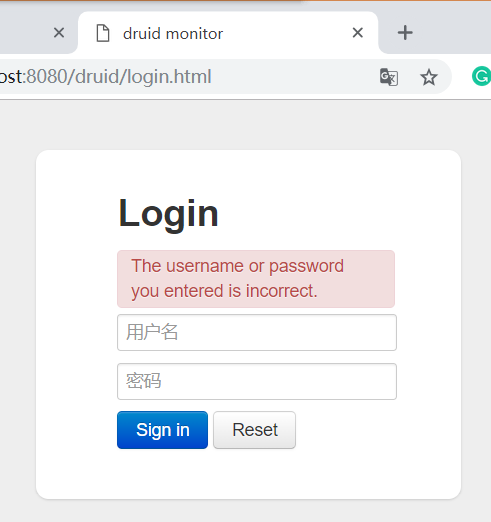 druid monitor
ost:8080/druid/login.html
Login
The username or password
you entered is incorrect.
用户名
密码
Sign in Reset